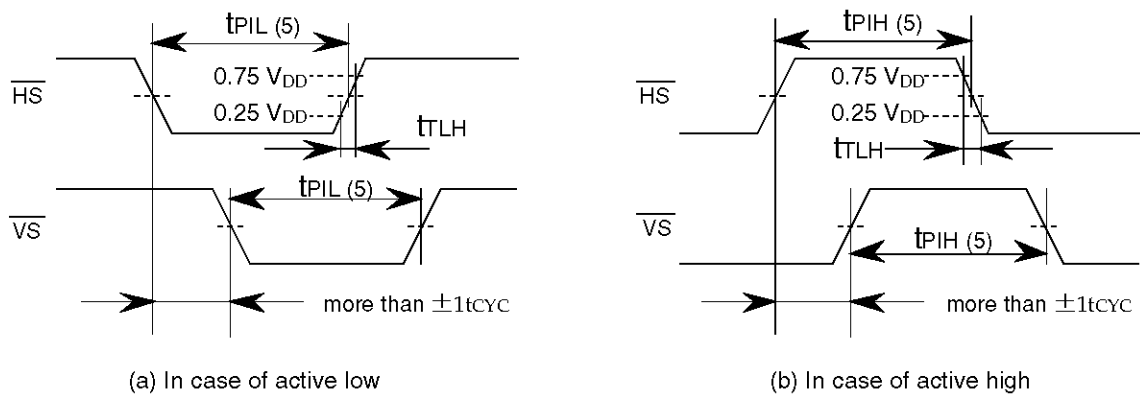 tPIL (5)
HS
0.75 VDD
0.25 VDD
tTLH
tPIL (5)
VS
more than ±1tCYC
(a) In case of active low
tPIH (5)
HS
0.75 VDD
0.25 VDD
tTLH
VS
tPIH (5)
more than ±1tCYC
(b) In case of active high